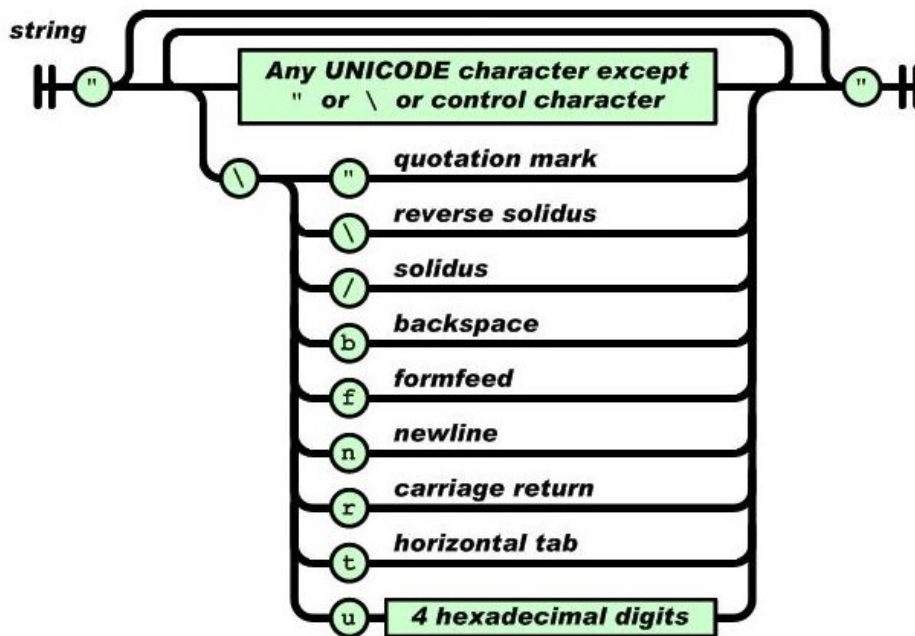 string
"
Any UNICODE character except
" or \ or control character
"
\
" quotation mark
\ reverse solidus
/ solidus
b backspace
f formfeed
n newline
r carriage return
t horizontal tab
u 4 hexadecimal digits